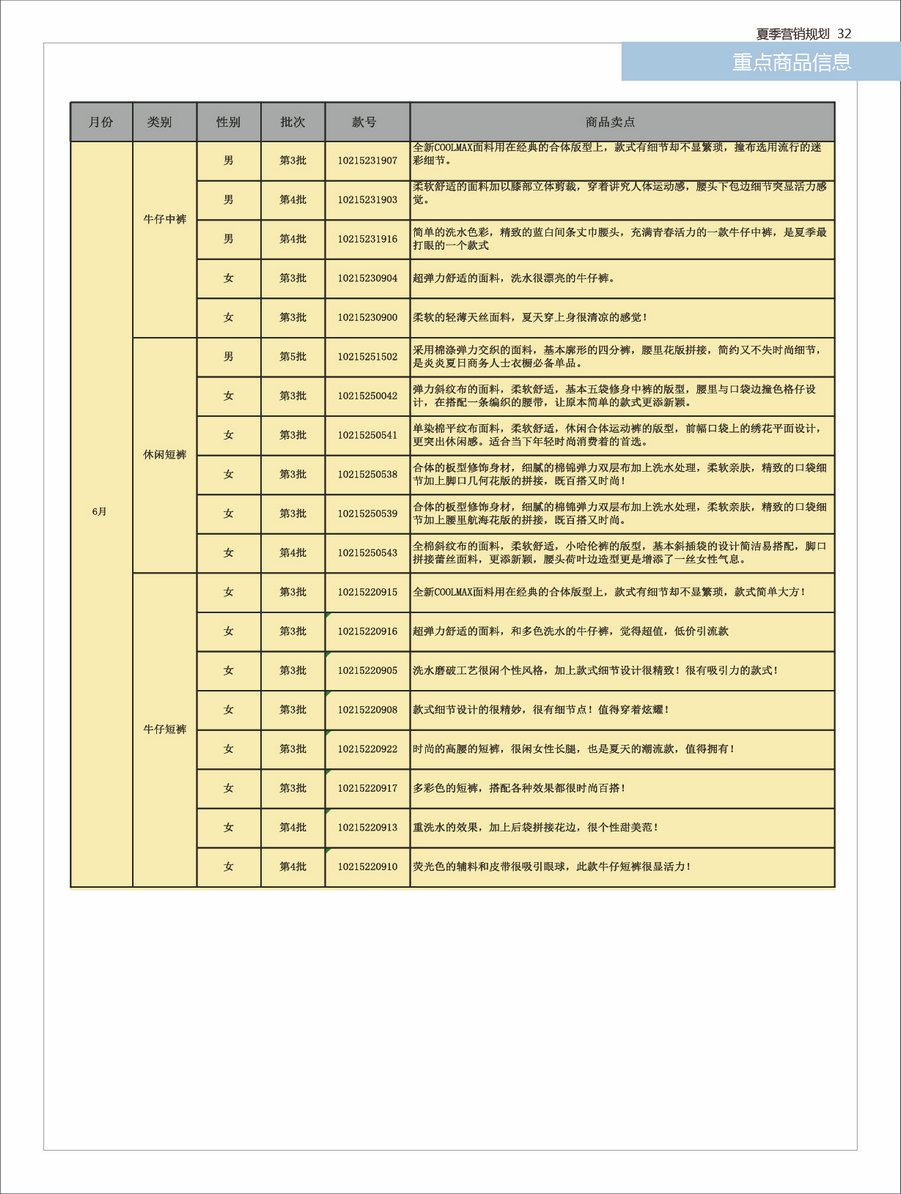 夏季营销规划 32
重点商品信息
月份 类别 性别 批次 款号 商品卖点
6月
牛仔中裤
男 第3批 10215231907 全新COOLMAX面料用在经典的合体版型上，款式有细节却不显繁琐，撞布选用流行的迷
彩细节。
男 第4批 10215231903 柔软舒适的面料加以膝部立体剪裁，穿着讲究人体运动感，腰头下包边细节突显活力感
觉。
男 第4批 10215231916 简单的洗水色彩，精致的蓝白间条丈巾腰头，充满青春活力的一款牛仔中裤，是夏季最
打眼的一个款式
女 第3批 10215230904 超弹力舒适的面料，洗水很漂亮的牛仔裤。
女 第3批 10215230900 柔软的轻薄天丝面料，夏天穿上身很清凉的感觉！
休闲短裤
男 第5批 10215251502 采用棉涤弹力交织的面料，基本廓形的四分裤，腰里花版拼接，简约又不失时尚细节，
是炎炎夏日商务人士衣橱必备单品。
女 第3批 10215250042 弹力斜纹布的面料，柔软舒适，基本五袋修身中裤的版型，腰里与口袋边撞色格仔设
计，在搭配一条编织的腰带，让原本简单的款式更添新颖。
女 第3批 10215250541 单染棉平纹布面料，柔软舒适，休闲合体运动裤的版型，前幅口袋上的绣花平面设计，
更突出休闲感。适合当下年轻时尚消费着的首选。
女 第3批 10215250538 合体的板型修饰身材，细腻的棉锦弹力双层布加上洗水处理，柔软亲肤，精致的口袋细
节加上脚口几何花版的拼接，既百搭又时尚！
女 第3批 10215250539 合体的板型修饰身材，细腻的棉锦弹力双层布加上洗水处理，柔软亲肤，精致的口袋细
节加上腰里航海花版的拼接，既百搭又时尚。
女 第4批 10215250543 全棉斜纹布的面料，柔软舒适，小哈伦裤的版型，基本斜插袋的设计简洁易搭配，脚口
拼接蕾丝面料，更添新颖，腰头荷叶边造型更是增添了一丝女性气息。
牛仔短裤
女 第3批 10215220915 全新COOLMAX面料用在经典的合体版型上，款式有细节却不显繁琐，款式简单大方！
女 第3批 10215220916 超弹力舒适的面料，和多色洗水的牛仔裤，觉得超值，低价引流款
女 第3批 10215220905 洗水磨破工艺很闲个性风格，加上款式细节设计很精致！很有吸引力的款式！
女 第3批 10215220908 款式细节设计的很精妙，很有细节点！值得穿着炫耀！
女 第3批 10215220922 时尚的高腰的短裤，很闲女性长腿，也是夏天的潮流款，值得拥有！
女 第3批 10215220917 多彩色的短裤，搭配各种效果都很时尚百搭！
女 第4批 10215220913 重洗水的效果，加上后袋拼接花边，很个性甜美范！
女 第4批 10215220910 荧光色的辅料和皮带很吸引眼球，此款牛仔短裤很显活力！